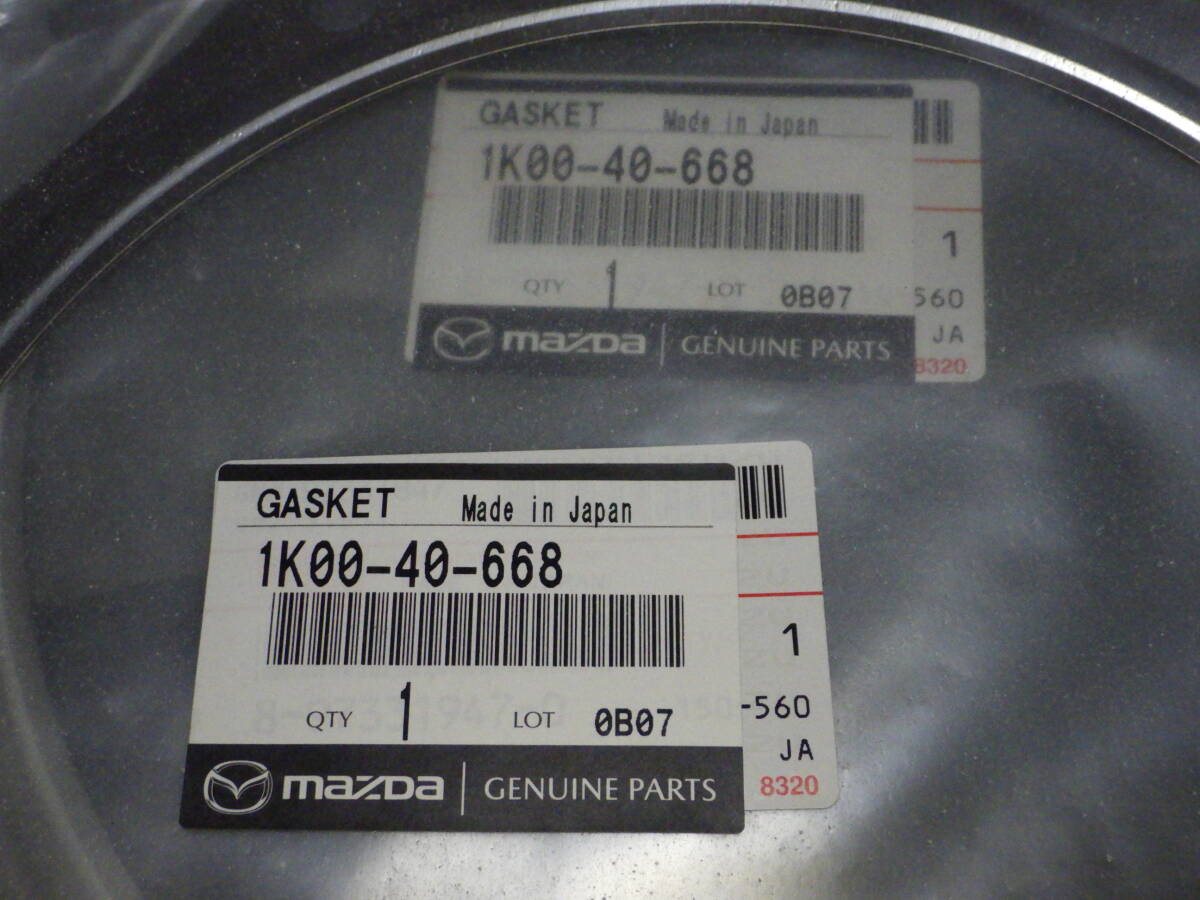 GASKET Made in Japan
1K00-40-668
1
QTY 1 LOT 0B07
560
JA
mazda GENUINE PARTS
8320
GASKET Made in Japan
1K00-40-668
1
QTY 1 LOT 0B07
-560
JA
mazda GENUINE PARTS
8320